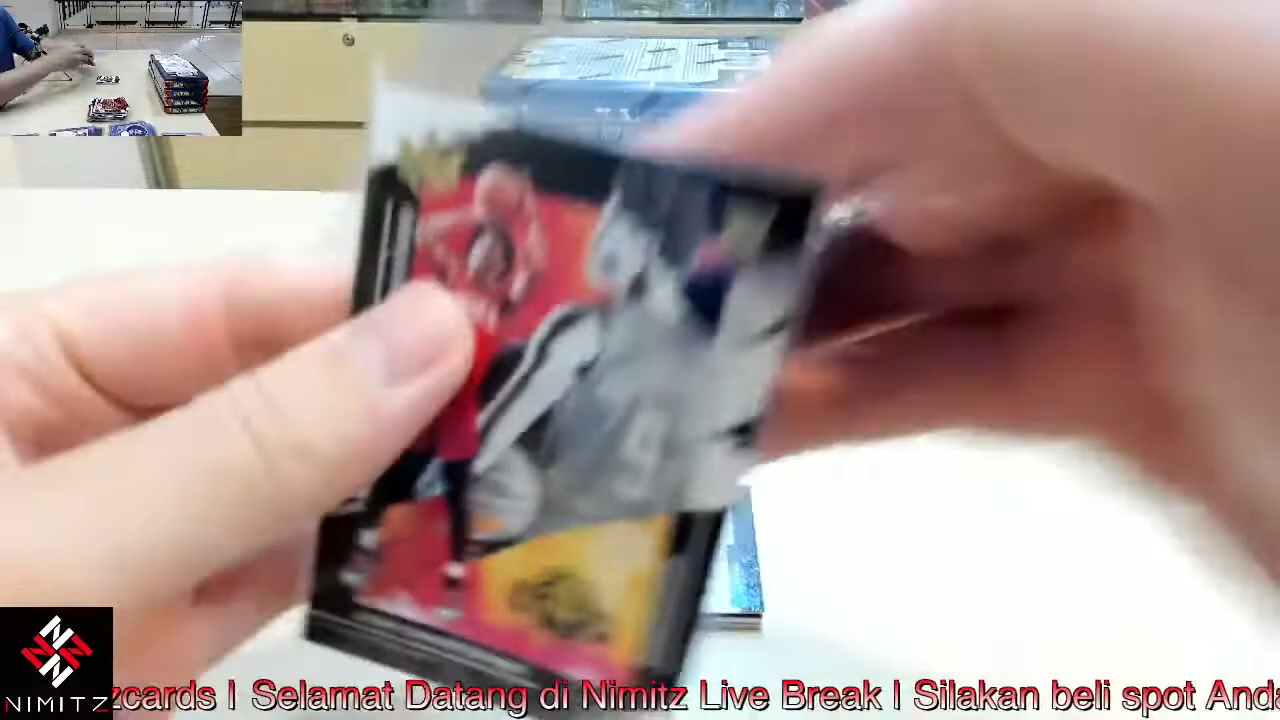 NIMITZ
zcards | Selamat Datang di Nimitz Live Break | Silakan beli spot Anda